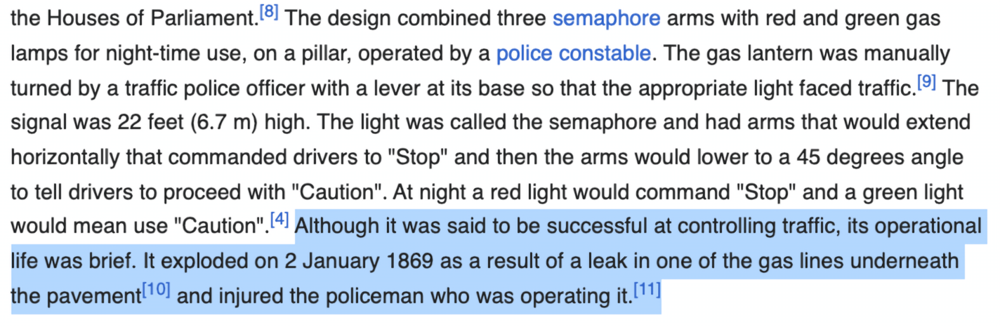 the Houses of Parliament.[8] The design combined three semaphore arms with red and green gas
lamps for night-time use, on a pillar, operated by a police constable. The gas lantern was manually
turned by a traffic police officer with a lever at its base so that the appropriate light faced traffic.[9] The
signal was 22 feet (6.7 m) high. The light was called the semaphore and had arms that would extend
horizontally that commanded drivers to "Stop" and then the arms would lower to a 45 degrees angle
to tell drivers to proceed with "Caution". At night a red light would command "Stop" and a green light
would mean use "Caution".[4] Although it was said to be successful at controlling traffic, its operational
life was brief. It exploded on 2 January 1869 as a result of a leak in one of the gas lines underneath
the pavement[10] and injured the policeman who was operating it.[11]